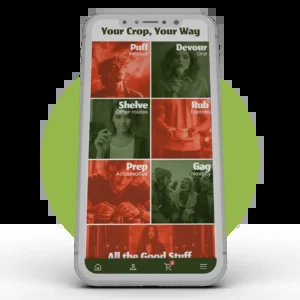 Your Crop, Your Way
Puff
Inhalable
Devour
Oral
Shelve
Other routes
Rub
Topicals
Prep
Accessories
Gag
Novelty
All the Good Stuff